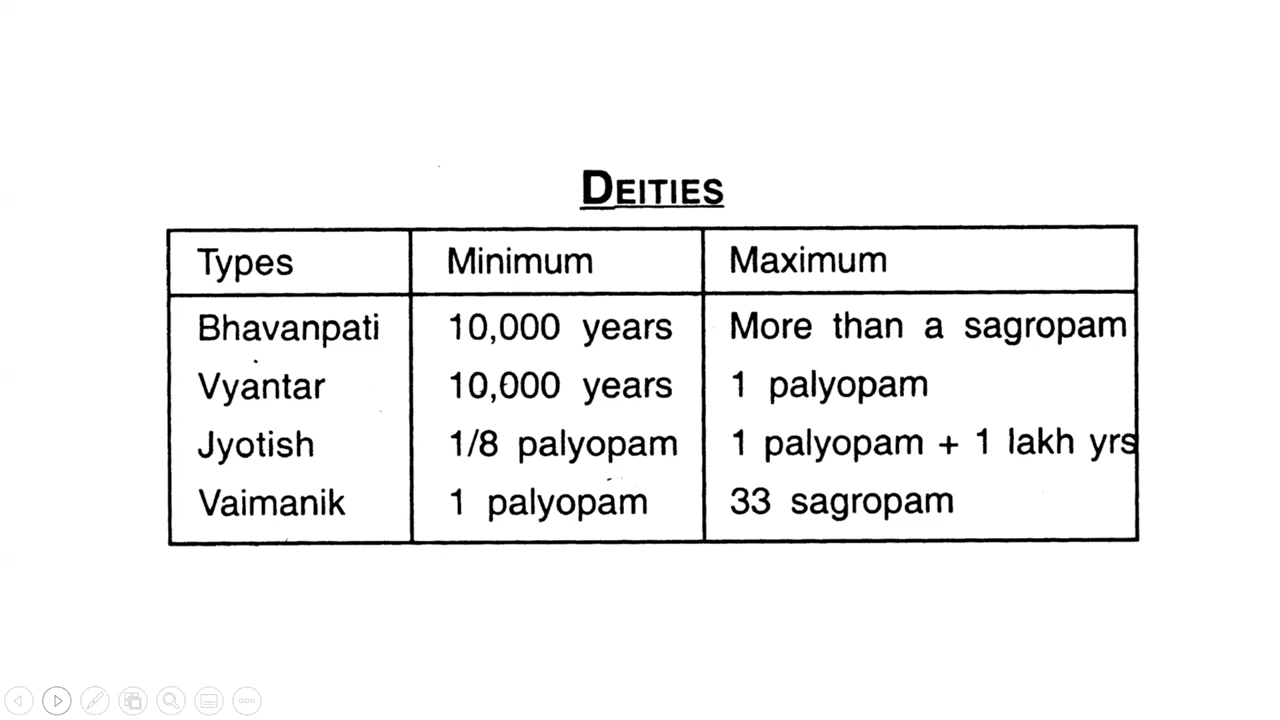 DEITIES
Types Minimum Maximum
Bhavanpati 10,000 years More than a sagropam
Vyantar 10,000 years 1 palyopam
Jyotish 1/8 palyopam 1 palyopam + 1 lakh yrs
Vaimanik 1 palyopam 33 sagropam